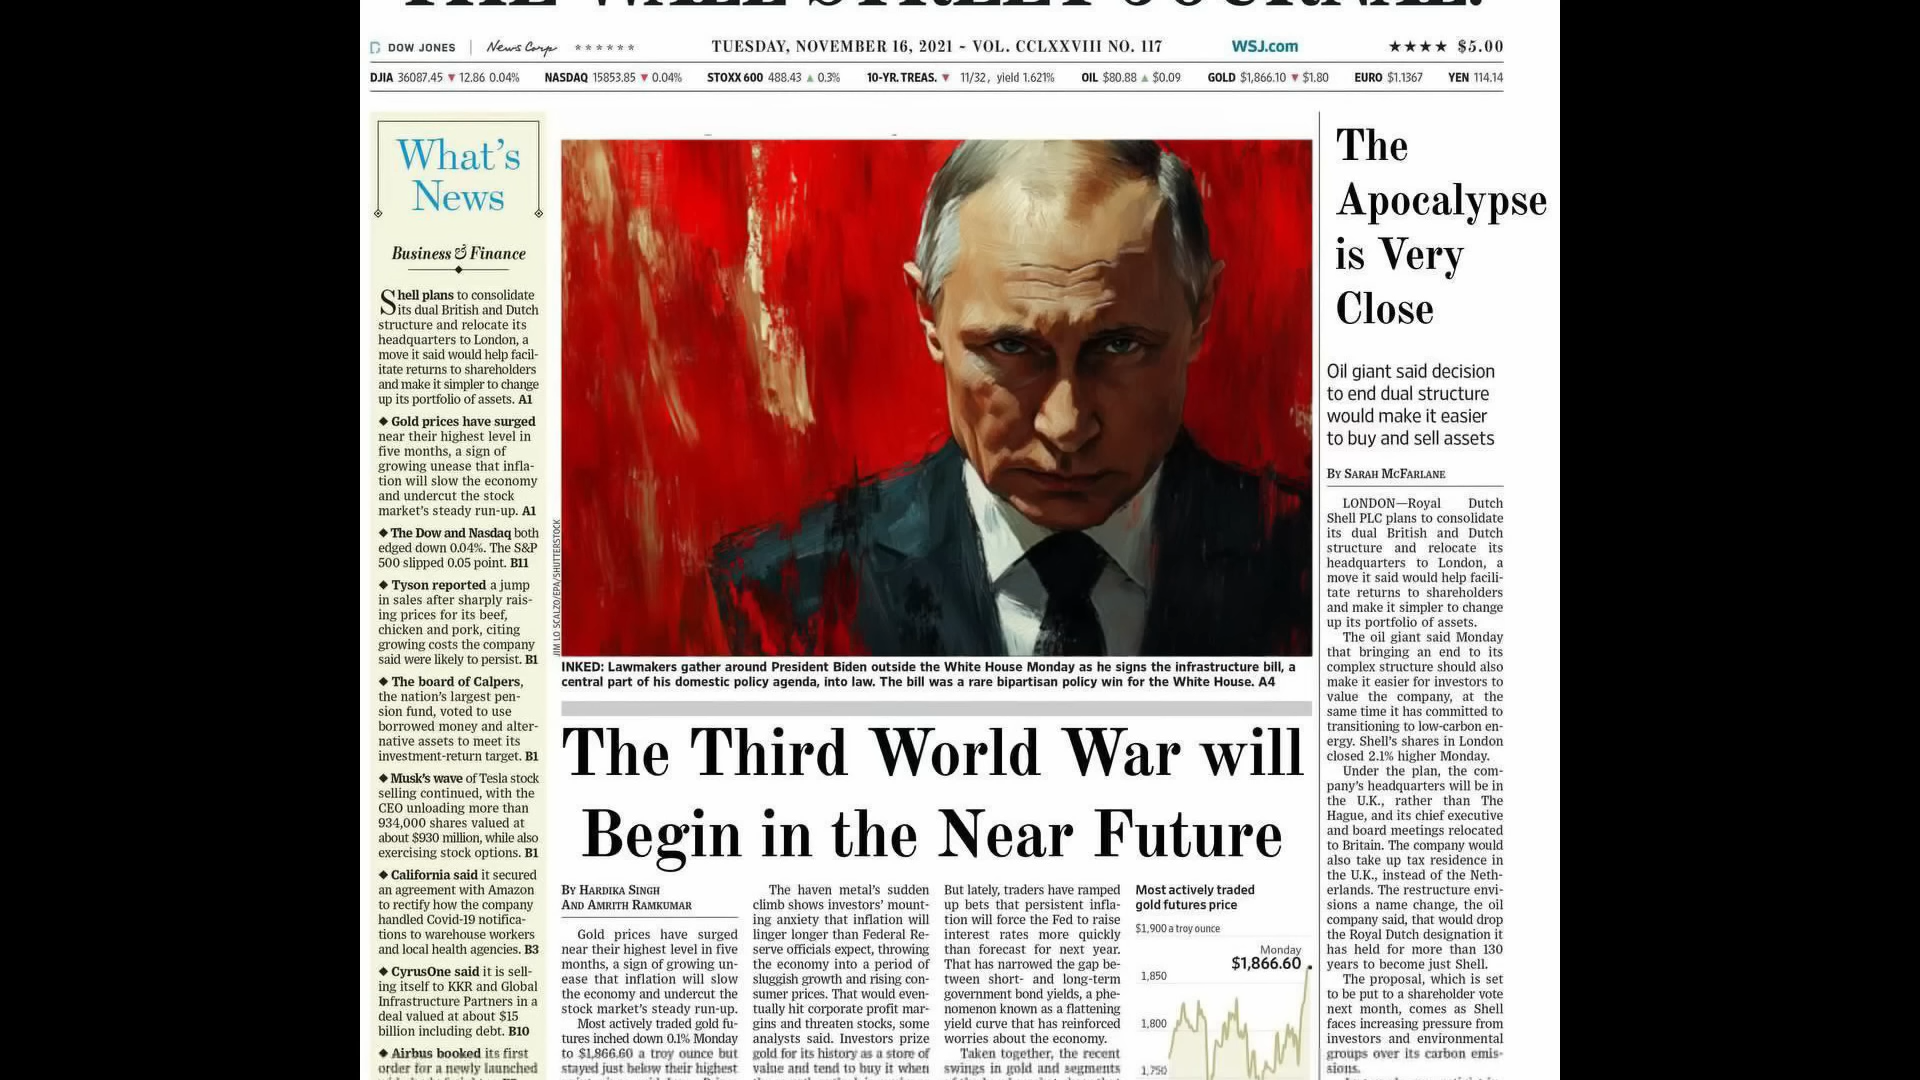 THE WALL STREET JOURNAL.
DOW JONES | News Corp ******
TUESDAY, NOVEMBER 16, 2021 ~ VOL. CCLXXVIII NO. 117
WSJ.com
★★★★ $5.00
DJIA 36087.45 ▼ 12.86 0.04%
NASDAQ 15853.85 ▼ 0.04%
STOXX 600 488.43 ▲ 0.3%
10-YR. TREAS. ▼ 11/32, yield 1.621%
OIL $80.88 ▲ $0.09
GOLD $1,866.10 ▼ $1.80
EURO $1.1367
YEN 114.14
What's
News
Business & Finance
Shell plans to consolidate
its dual British and Dutch
structure and relocate its
headquarters to London, a
move it said would help facil-
itate returns to shareholders
and make it simpler to change
up its portfolio of assets. A1
◆ Gold prices have surged
near their highest level in
five months, a sign of
growing unease that infla-
tion will slow the economy
and undercut the stock
market's steady run-up. A1
◆ The Dow and Nasdaq both
edged down 0.04%. The S&P
500 slipped 0.05 point. B11
◆ Tyson reported a jump
in sales after sharply rais-
ing prices for its beef,
chicken and pork, citing
growing costs the company
said were likely to persist. B1
◆ The board of Calpers,
the nation's largest pen-
sion fund, voted to use
borrowed money and alter-
native assets to meet its
investment-return target. B1
◆ Musk's wave of Tesla stock
selling continued, with the
CEO unloading more than
934,000 shares valued at
about $930 million, while also
exercising stock options. B1
◆ California said it secured
an agreement with Amazon
to rectify how the company
handled Covid-19 notifica-
tions to warehouse workers
and local health agencies. B3
◆ CyrusOne said it is sell-
ing itself to KKR and Global
Infrastructure Partners in a
deal valued at about $15
billion including debt. B10
◆ Airbus booked its first
order for a newly launched
JIM LO SCALZO/EPA/SHUTTERSTOCK
INKED: Lawmakers gather around President Biden outside the White House Monday as he signs the infrastructure bill, a
central part of his domestic policy agenda, into law. The bill was a rare bipartisan policy win for the White House. A4
The Third World War will
Begin in the Near Future
BY HARDIKA SINGH
AND AMRITH RAMKUMAR
Gold prices have surged
near their highest level in five
months, a sign of growing un-
ease that inflation will slow
the economy and undercut the
stock market's steady run-up.
Most actively traded gold fu-
tures inched down 0.1% Monday
to $1,866.60 a troy ounce but
stayed just below their highest
The haven metal's sudden
climb shows investors' mount-
ing anxiety that inflation will
linger longer than Federal Re-
serve officials expect, throwing
the economy into a period of
sluggish growth and rising con-
sumer prices. That would even-
tually hit corporate profit mar-
gins and threaten stocks, some
analysts said. Investors prize
gold for its history as a store of
value and tend to buy it when
But lately, traders have ramped
up bets that persistent infla-
tion will force the Fed to raise
interest rates more quickly
than forecast for next year.
That has narrowed the gap be-
tween short- and long-term
government bond yields, a phe-
nomenon known as a flattening
yield curve that has reinforced
worries about the economy.
Taken together, the recent
swings in gold and segments
Most actively traded
gold futures price
$1,900 a troy ounce
Monday
$1,866.60
1,850
1,800
1,750
The
Apocalypse
is Very
Close
Oil giant said decision
to end dual structure
would make it easier
to buy and sell assets
BY SARAH MCFARLANE
LONDON—Royal Dutch
Shell PLC plans to consolidate
its dual British and Dutch
structure and relocate its
headquarters to London, a
move it said would help facili-
tate returns to shareholders
and make it simpler to change
up its portfolio of assets.
The oil giant said Monday
that bringing an end to its
complex structure should also
make it easier for investors to
value the company, at the
same time it has committed to
transitioning to low-carbon en-
ergy. Shell's shares in London
closed 2.1% higher Monday.
Under the plan, the com-
pany's headquarters will be in
the U.K., rather than The
Hague, and its chief executive
and board meetings relocated
to Britain. The company would
also take up tax residence in
the U.K., instead of the Neth-
erlands. The restructure envi-
sions a name change, the oil
company said, that would drop
the Royal Dutch designation it
has held for more than 130
years to become just Shell.
The proposal, which is set
to be put to a shareholder vote
next month, comes as Shell
faces increasing pressure from
investors and environmental
groups over its carbon emis-
sions.